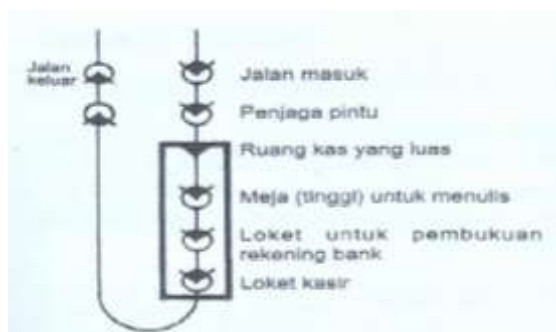 Jalan
keluar
Jalan masuk
Penjaga pintu
Ruang kas yang luas
Meja (tinggi) untuk menulis
Loket untuk pembukuan
rekening bank
Loket kasir